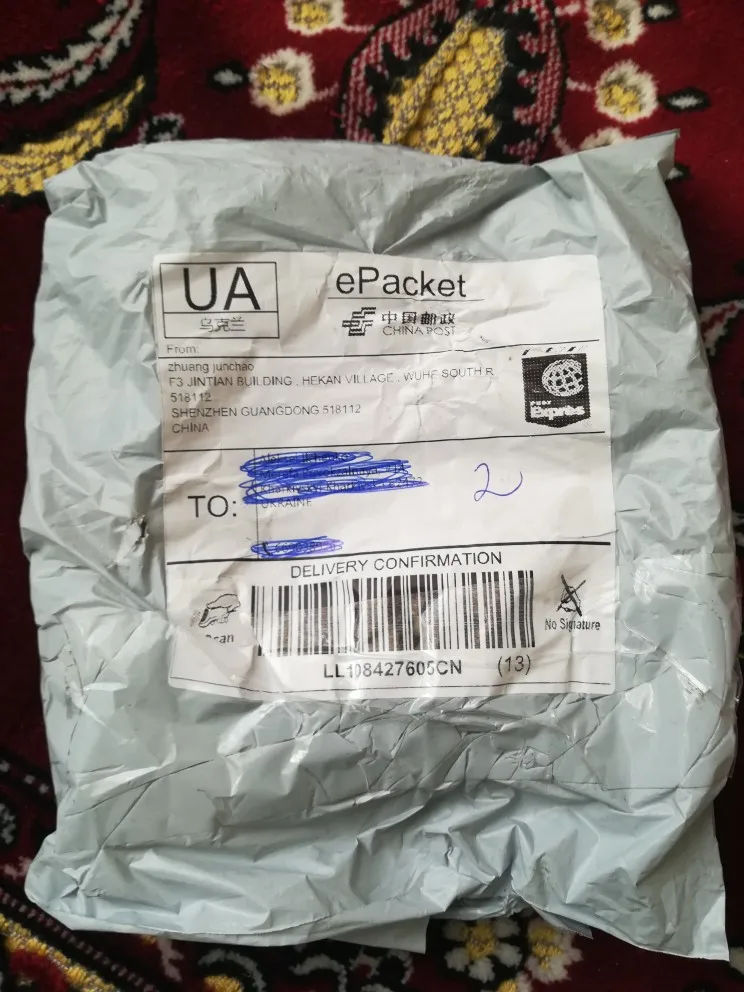 UA
乌克兰
ePacket
中国邮政
CHINA POST
From:
zhuang junchao
F3 JINTIAN BUILDING . HEKAN VILLAGE . WUHE SOUTH R
518112
SHENZHEN GUANGDONG 518112
CHINA
Express
TO:
UKRAINE
2
DELIVERY CONFIRMATION
No Signature
LL108427605CN (13)